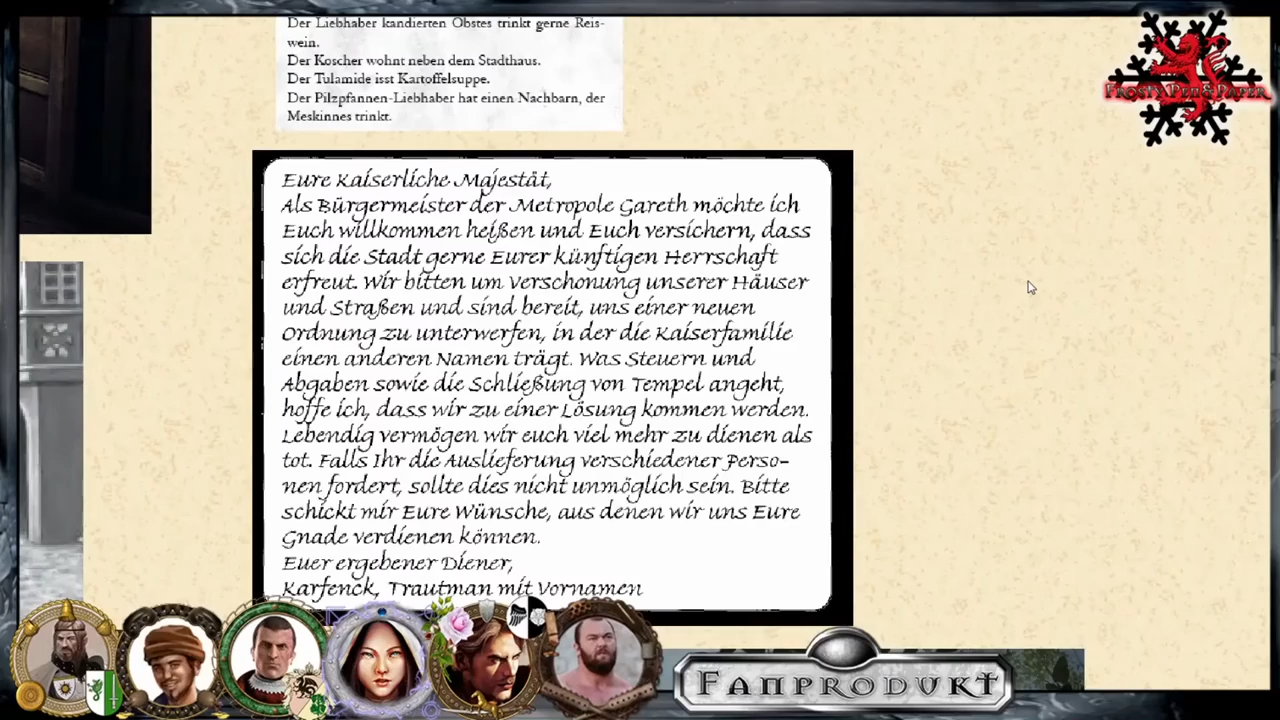 Der Liebhaber kandierten Obstes trinkt gerne Reis-
wein.
Der Koscher wohnt neben dem Stadthaus.
Der Tulamide isst Kartoffelsuppe.
Der Pilzpfannen-Liebhaber hat einen Nachbarn, der
Meskinnes trinkt.
Frosty Pen & Paper
Eure Kaiserliche Majestät,
Als Bürgermeister der Metropole Gareth möchte ich
Euch willkommen heißen und Euch versichern, dass
sich die Stadt gerne Eurer künftigen Herrschaft
erfreut. Wir bitten um Verschonung unserer Häuser
und Straßen und sind bereit, uns einer neuen
Ordnung zu unterwerfen, in der die Kaiserfamilie
einen anderen Namen trägt. Was Steuern und
Abgaben sowie die Schließung von Tempel angeht,
hoffe ich, dass wir zu einer Lösung kommen werden.
Lebendig vermögen wir euch viel mehr zu dienen als
tot. Falls Ihr die Auslieferung verschiedener Perso-
nen fordert, sollte dies nicht unmöglich sein. Bitte
schickt mir Eure Wünsche, aus denen wir uns Eure
Gnade verdienen können.
Euer ergebener Diener,
Karfenck, Trautman mit Vornamen
Fanprodukt